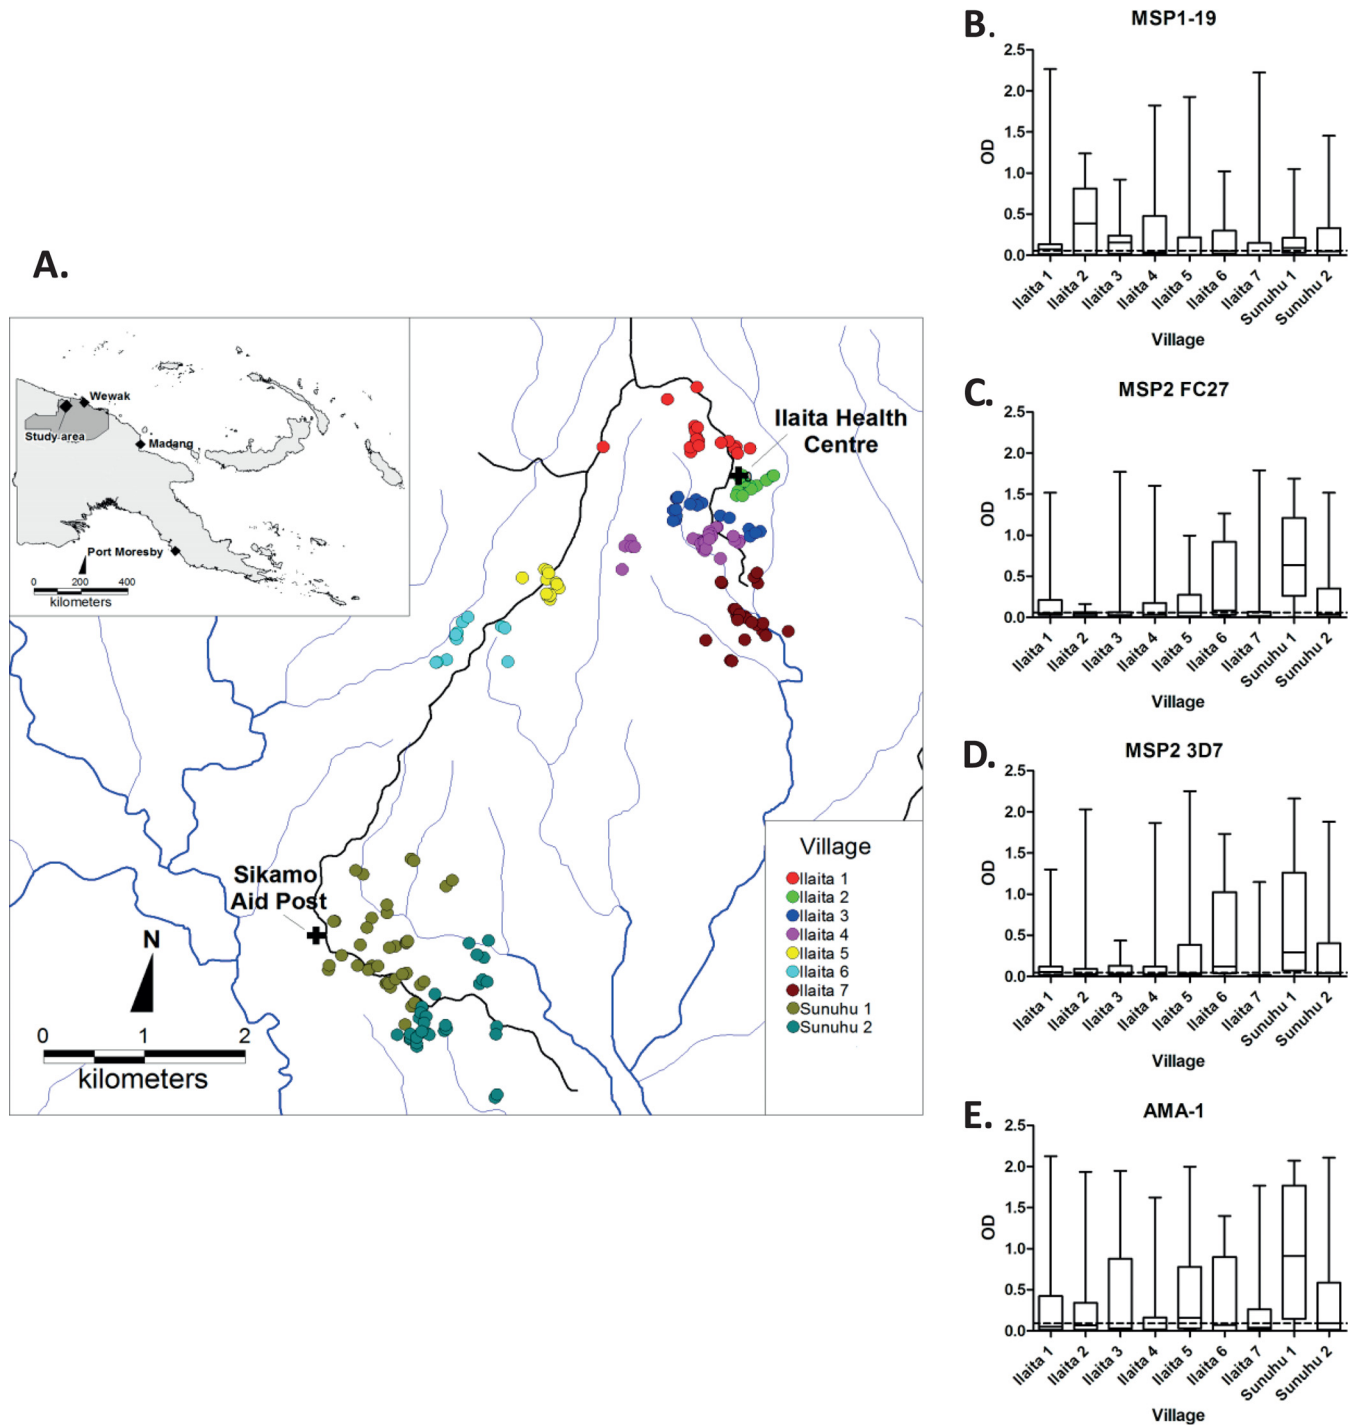 A.
Wewak
Study area
Madang
Port Moresby
0 200 400
kilometers
Ilaita Health
Centre
Sikamo
Aid Post
N
0 1 2
kilometers
Village
Ilaita 1
Ilaita 2
Ilaita 3
Ilaita 4
Ilaita 5
Ilaita 6
Ilaita 7
Sunuhu 1
Sunuhu 2
B.
MSP1-19
2.5
2.0
1.5
1.0
0.5
0.0
OD
Ilaita 1
Ilaita 2
Ilaita 3
Ilaita 4
Ilaita 5
Ilaita 6
Ilaita 7
Sunuhu 1
Sunuhu 2
Village
C.
MSP2 FC27
2.5
2.0
1.5
1.0
0.5
0.0
OD
Ilaita 1
Ilaita 2
Ilaita 3
Ilaita 4
Ilaita 5
Ilaita 6
Ilaita 7
Sunuhu 1
Sunuhu 2
Village
D.
MSP2 3D7
2.5
2.0
1.5
1.0
0.5
0.0
OD
Ilaita 1
Ilaita 2
Ilaita 3
Ilaita 4
Ilaita 5
Ilaita 6
Ilaita 7
Sunuhu 1
Sunuhu 2
Village
E.
AMA-1
2.5
2.0
1.5
1.0
0.5
0.0
OD
Ilaita 1
Ilaita 2
Ilaita 3
Ilaita 4
Ilaita 5
Ilaita 6
Ilaita 7
Sunuhu 1
Sunuhu 2
Village